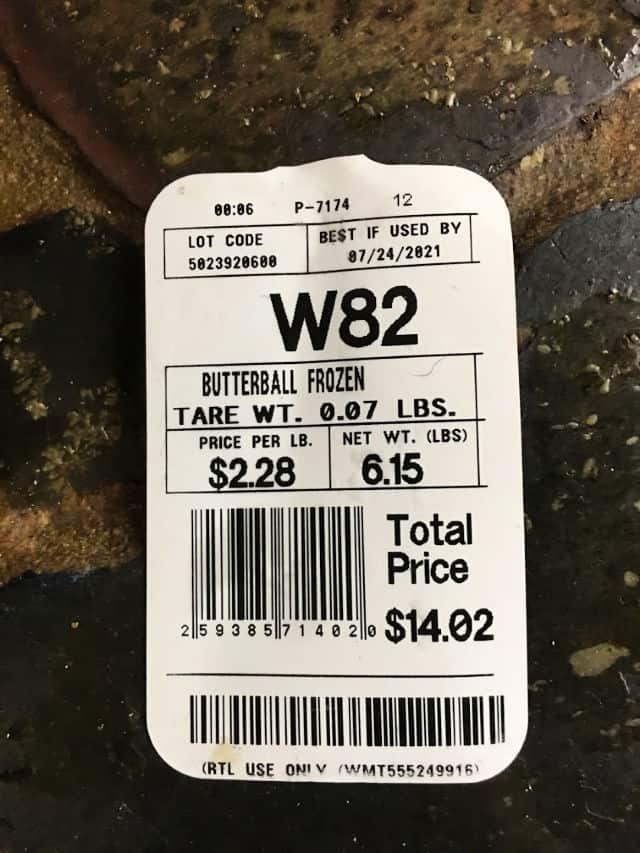 00:06 P-7174 12
LOT CODE
5023920600
BEST IF USED BY
07/24/2021
W82
BUTTERBALL FROZEN
TARE WT. 0.07 LBS.
PRICE PER LB.
$2.28
NET WT. (LBS)
6.15
Total
Price
$14.02
2 59385 71402 0
(RTL USE ONLY (WMT555249916)